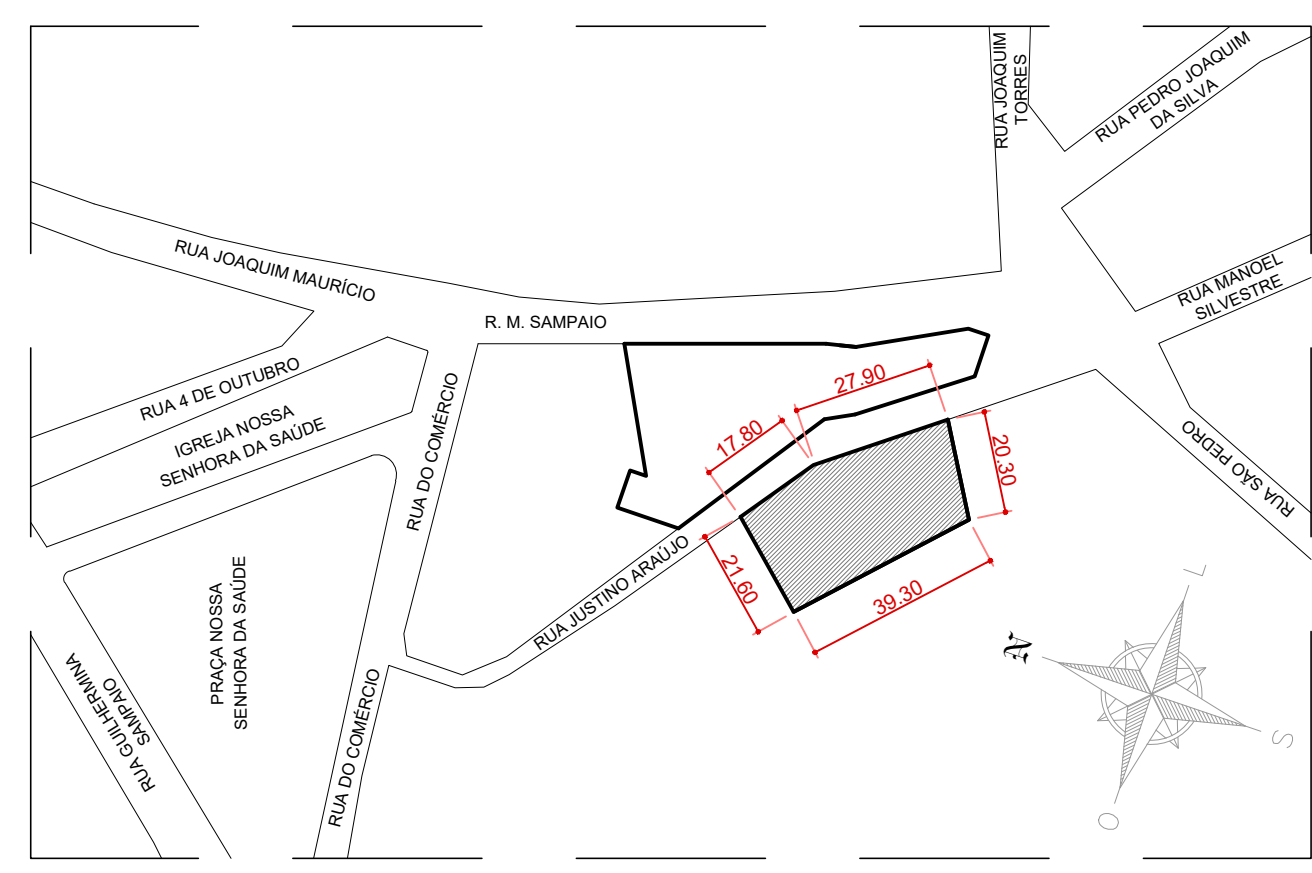 RUA JOAQUIM
TORRES
RUA PEDRO JOAQUIM
DA SILVA
RUA JOAQUIM MAURÍCIO
RUA MANOEL
SILVESTRE
R. M. SAMPAIO
RUA 4 DE OUTUBRO
IGREJA NOSSA
SENHORA DA SAÚDE
RUA DO COMÉRCIO
27.90
17.80
20.30
RUA SÃO PEDRO
21.60
39.30
RUA JUSTINO ARAÚJO
PRAÇA NOSSA
SENHORA DA SAÚDE
RUA GUILHERMINA
SAMPAIO
RUA DO COMÉRCIO
L
N
S
O